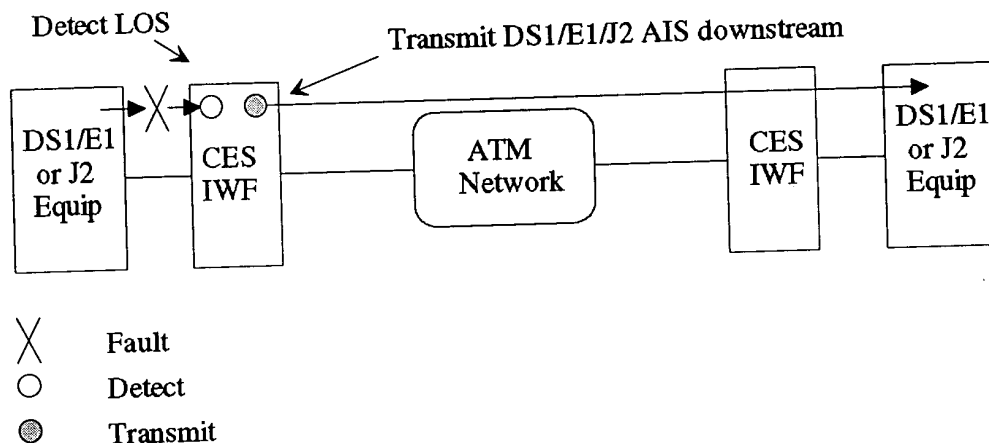 Detect LOS
Transmit DS1/E1/J2 AIS downstream
DS1/E1
or J2
Equip
CES
IWF
ATM
Network
CES
IWF
DS1/E1
or J2
Equip
Fault
Detect
Transmit